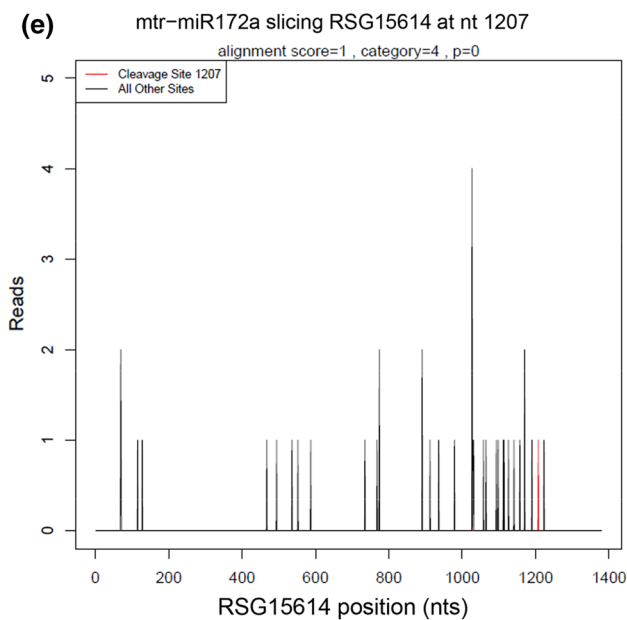 (e)
mtr−miR172a slicing RSG15614 at nt 1207
alignment score=1 , category=4 , p=0
Cleavage Site 1207
All Other Sites
5
4
3
2
1
0
Reads
0 200 400 600 800 1000 1200 1400
RSG15614 position (nts)